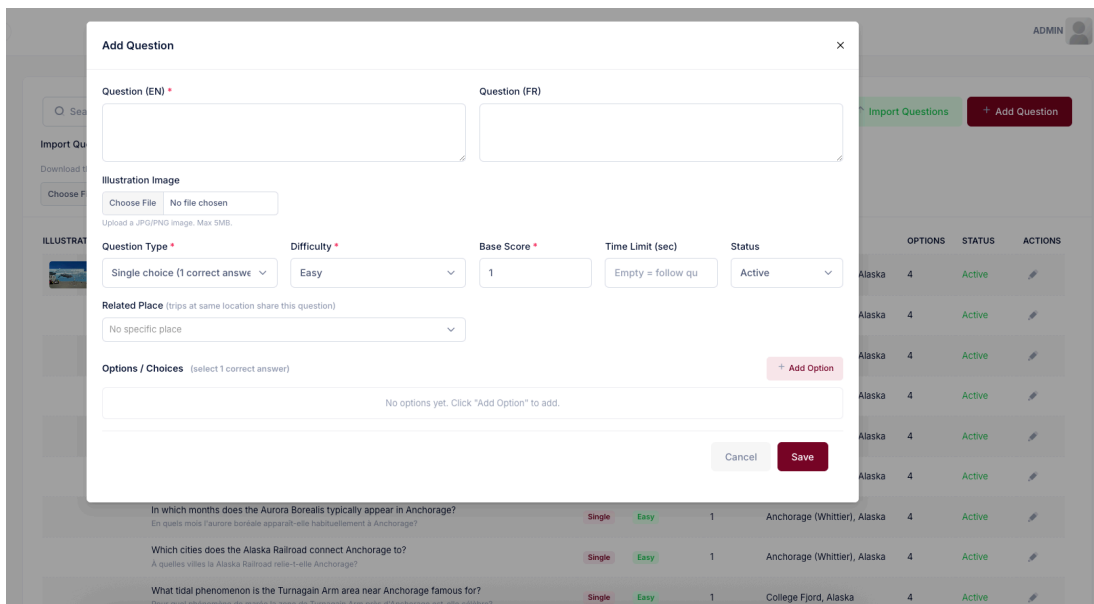 ADMIN
Add Question
×
Question (EN) *
Question (FR)
Sea
Import Questions
+ Add Question
Import Qu
Download t
Choose F
Illustration Image
Choose File No file chosen
Upload a JPG/PNG image. Max 5MB.
ILLUSTRAT
OPTIONS STATUS ACTIONS
Question Type * Difficulty * Base Score * Time Limit (sec) Status
Single choice (1 correct answe Easy 1 Empty = follow qu Active
Alaska 4 Active
Related Place (trips at same location share this question)
No specific place
Alaska 4 Active
Alaska 4 Active
Options / Choices (select 1 correct answer)
+ Add Option
Alaska 4 Active
No options yet. Click "Add Option" to add.
Alaska 4 Active
Cancel Save
Alaska 4 Active
In which months does the Aurora Borealis typically appear in Anchorage?
En quels mois l'aurore boréale apparaît-elle habituellement à Anchorage?
Single Easy 1 Anchorage (Whittier), Alaska 4 Active
Which cities does the Alaska Railroad connect Anchorage to?
À quelles villes la Alaska Railroad relie-t-elle Anchorage?
Single Easy 1 Anchorage (Whittier), Alaska 4 Active
What tidal phenomenon is the Turnagain Arm area near Anchorage famous for?
Single Easy 1 College Fjord, Alaska 4 Active